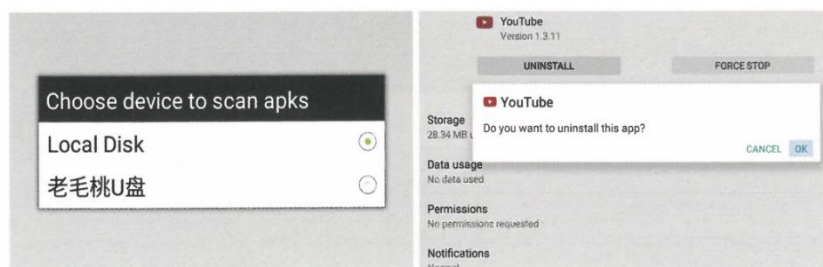 Choose device to scan apks
Local Disk
老毛桃U盘
YouTube
Version 1.3.11
UNINSTALL FORCE STOP
YouTube
Do you want to uninstall this app?
CANCEL OK
Storage
28.34 MB
Data usage
No data used
Permissions
No permissions requested
Notifications